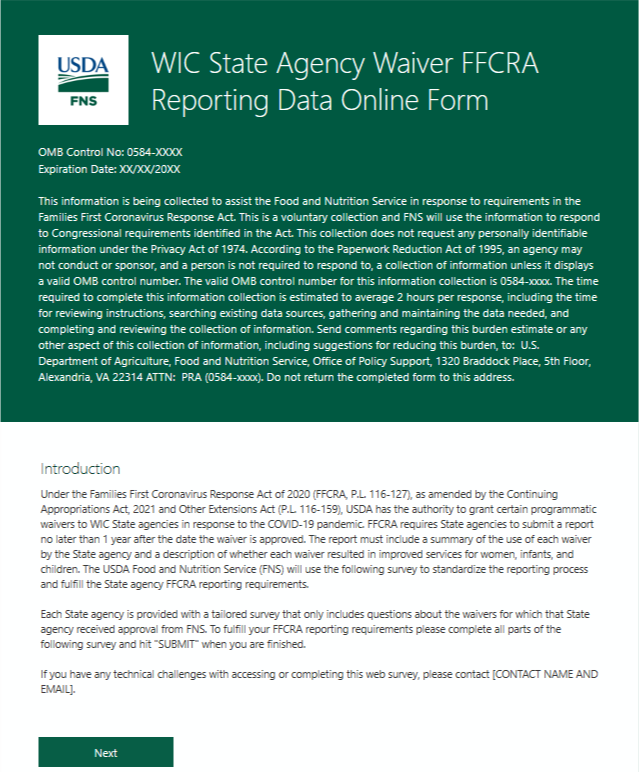 USDA
FNS
WIC State Agency Waiver FFCRA
Reporting Data Online Form
OMB Control No: 0584-XXXX
Expiration Date: XX/XX/20XX
This information is being collected to assist the Food and Nutrition Service in response to requirements in the
Families First Coronavirus Response Act. This is a voluntary collection and FNS will use the information to respond
to Congressional requirements identified in the Act. This collection does not request any personally identifiable
information under the Privacy Act of 1974. According to the Paperwork Reduction Act of 1995, an agency may
not conduct or sponsor, and a person is not required to respond to, a collection of information unless it displays
a valid OMB control number. The valid OMB control number for this information collection is 0584-xxxx. The time
required to complete this information collection is estimated to average 2 hours per response, including the time
for reviewing instructions, searching existing data sources, gathering and maintaining the data needed, and
completing and reviewing the collection of information. Send comments regarding this burden estimate or any
other aspect of this collection of information, including suggestions for reducing this burden, to: U.S.
Department of Agriculture, Food and Nutrition Service, Office of Policy Support, 1320 Braddock Place, 5th Floor,
Alexandria, VA 22314 ATTN: PRA (0584-xxxx). Do not return the completed form to this address.
Introduction
Under the Families First Coronavirus Response Act of 2020 (FFCRA, P.L. 116-127), as amended by the Continuing
Appropriations Act, 2021 and Other Extensions Act (P.L. 116-159), USDA has the authority to grant certain programmatic
waivers to WIC State agencies in response to the COVID-19 pandemic. FFCRA requires State agencies to submit a report
no later than 1 year after the date the waiver is approved. The report must include a summary of the use of each waiver
by the State agency and a description of whether each waiver resulted in improved services for women, infants, and
children. The USDA Food and Nutrition Service (FNS) will use the following survey to standardize the reporting process
and fulfill the State agency FFCRA reporting requirements.
Each State agency is provided with a tailored survey that only includes questions about the waivers for which that State
agency received approval from FNS. To fulfill your FFCRA reporting requirements please complete all parts of the
following survey and hit "SUBMIT" when you are finished.
If you have any technical challenges with accessing or completing this web survey, please contact [CONTACT NAME AND
EMAIL].
Next